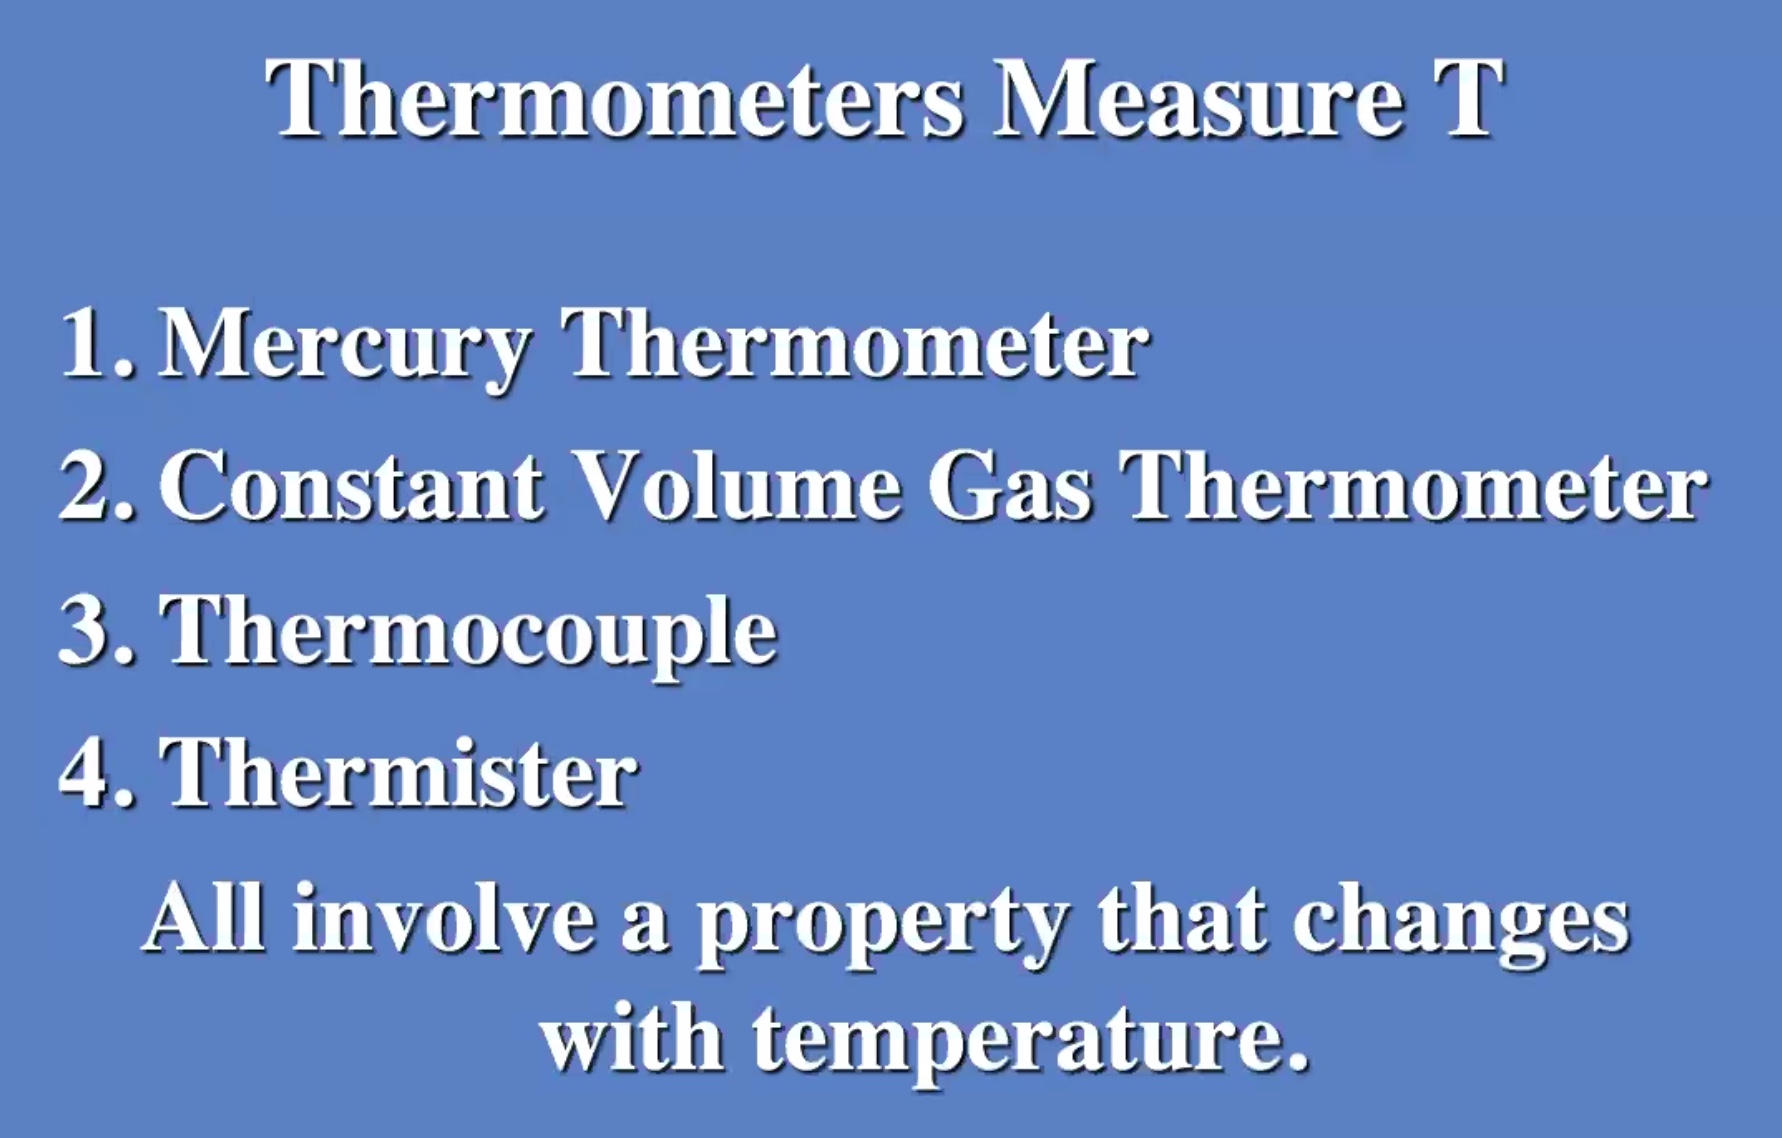 Thermometers Measure T
1. Mercury Thermometer
2. Constant Volume Gas Thermometer
3. Thermocouple
4. Thermister
All involve a property that changes
with temperature.